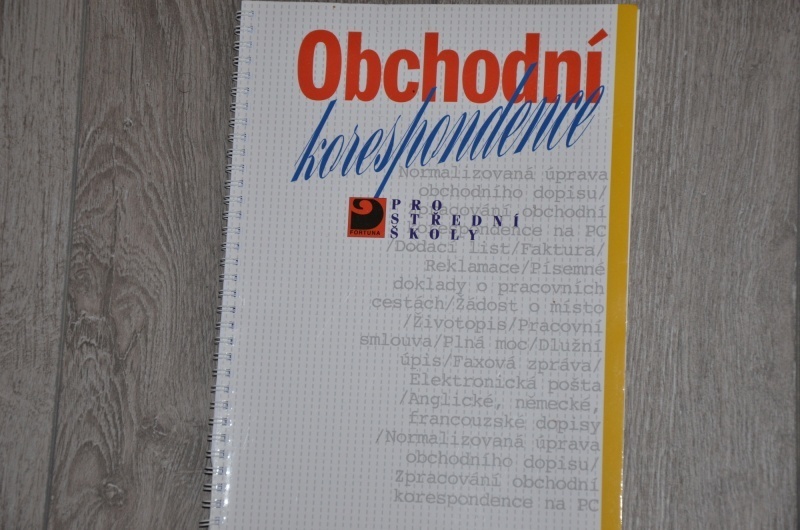 Obchodní
korespondence
Normalizovaná úprava
obchodního dopisu/
Zpracování obchodní
korespondence na PC
PRO
STŘEDNÍ
ŠKOLY
FORTUNA
/Dodací list/Faktura/
Reklamace/Písemné
doklady o pracovních
cestách/Žádost o místo
/Životopis/Pracovní
smlouva/Plná moc/Dlužní
úpis/Faxová zpráva/
Elektronická pošta
/Anglické, německé,
francouzské dopisy
/Normalizovaná úprava
obchodního dopisu/
Zpracování obchodní
korespondence na PC